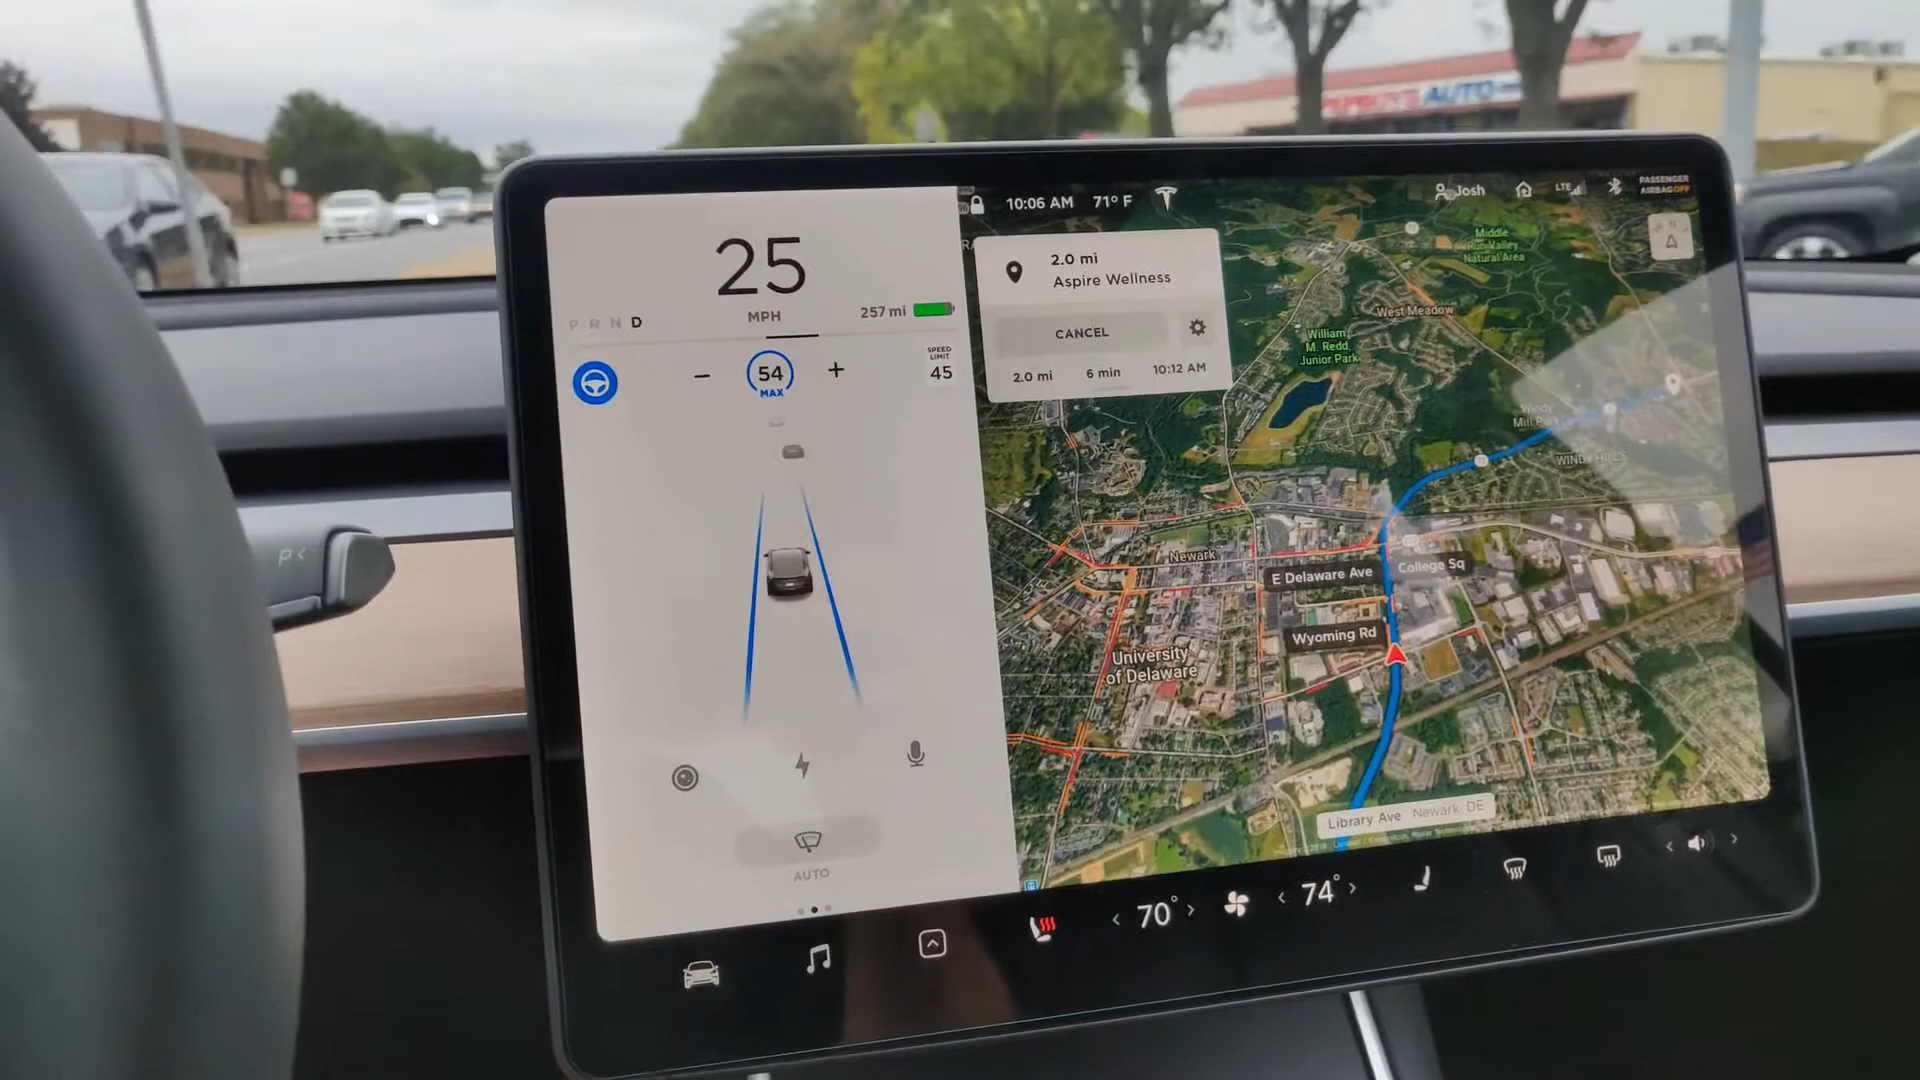 AUTO
10:06 AM 71° F
Josh
LTE
PASSENGER
AIRBAG OFF
25
MPH
P R N D
257 mi
2.0 mi
Aspire Wellness
CANCEL
2.0 mi 6 min 10:12 AM
54
MAX
SPEED
LIMIT
45
Middle
Run Valley
Natural Area
West Meadow
William
M. Redd,
Junior Park
Windy
Mill Park
WINDY HILLS
Newark
E Delaware Ave
College Sq
Wyoming Rd
University
of Delaware
Library Ave Newark, DE
AUTO
70° 74°
P<